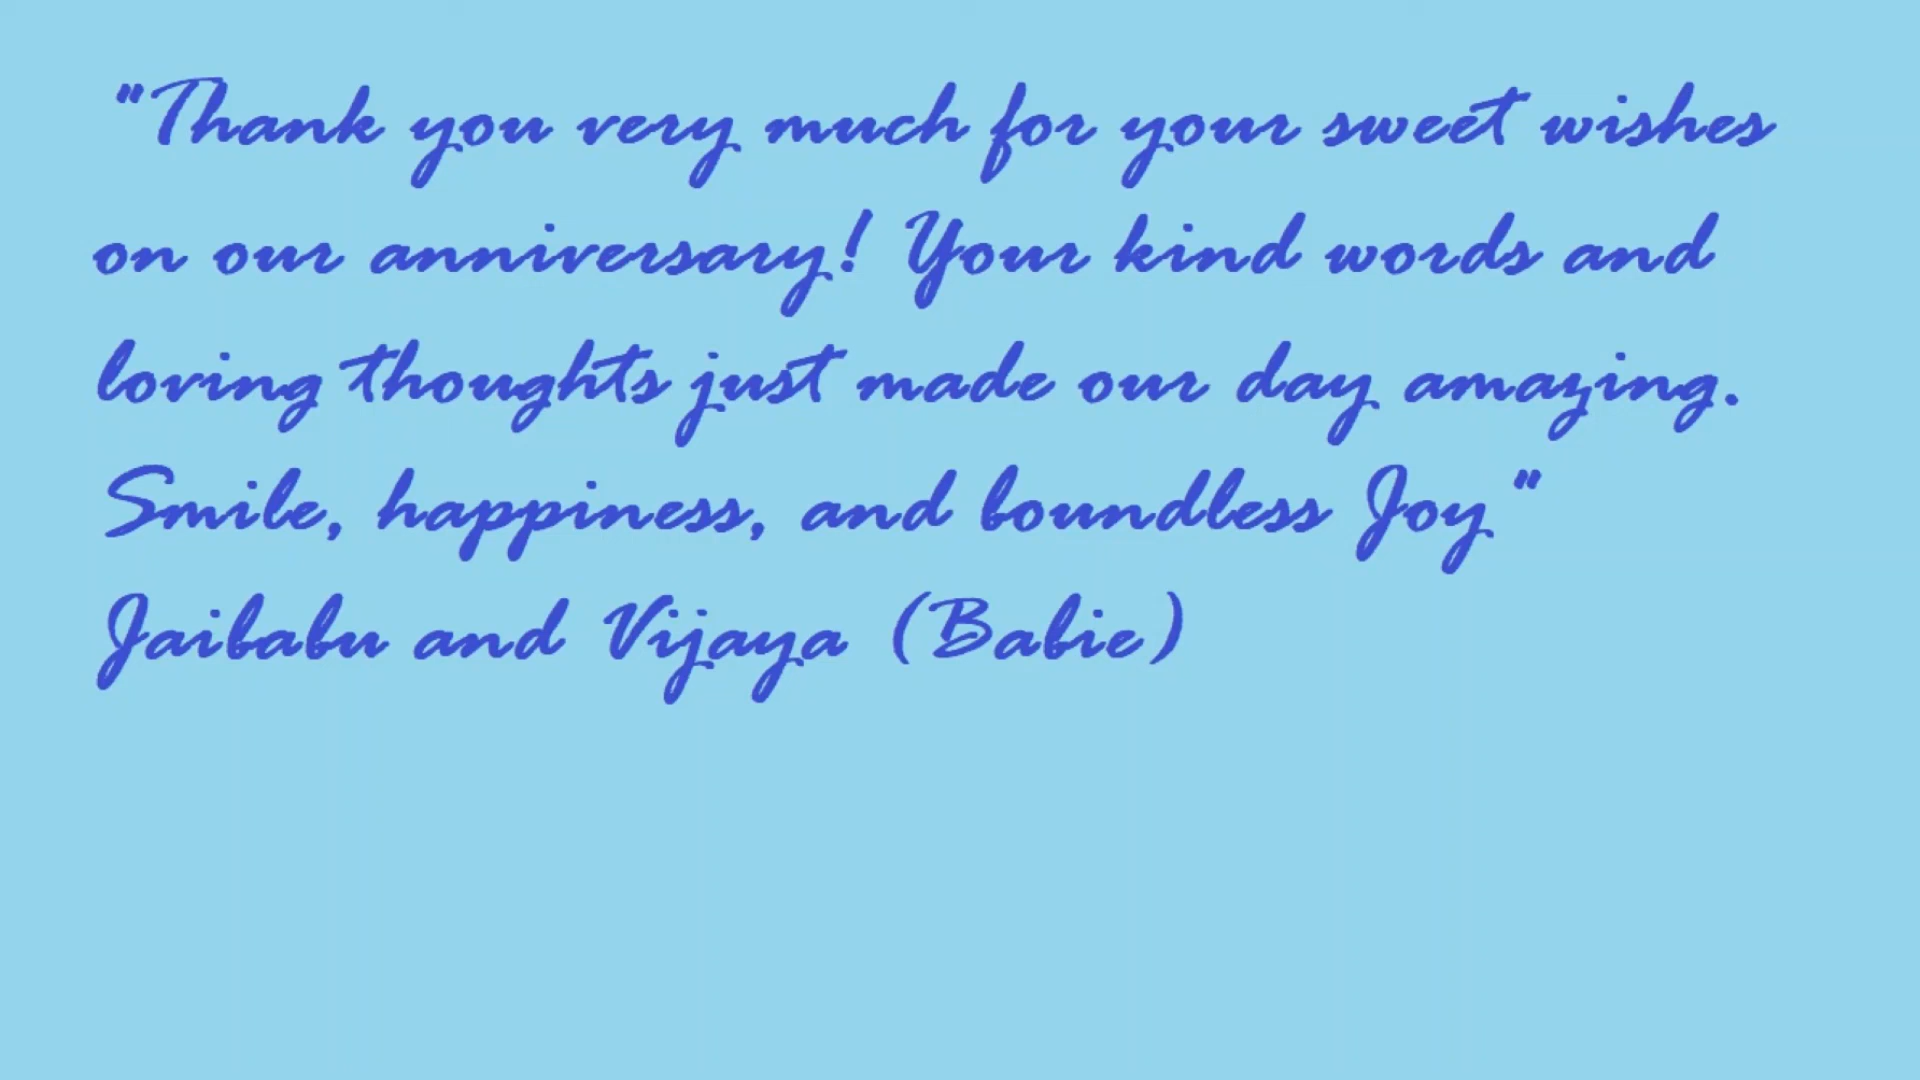 "Thank you very much for your sweet wishes
on our anniversary! Your kind words and
loving thoughts just made our day amazing.
Smile, happiness, and boundless Joy"
Jaibabu and Vijaya (Babie)